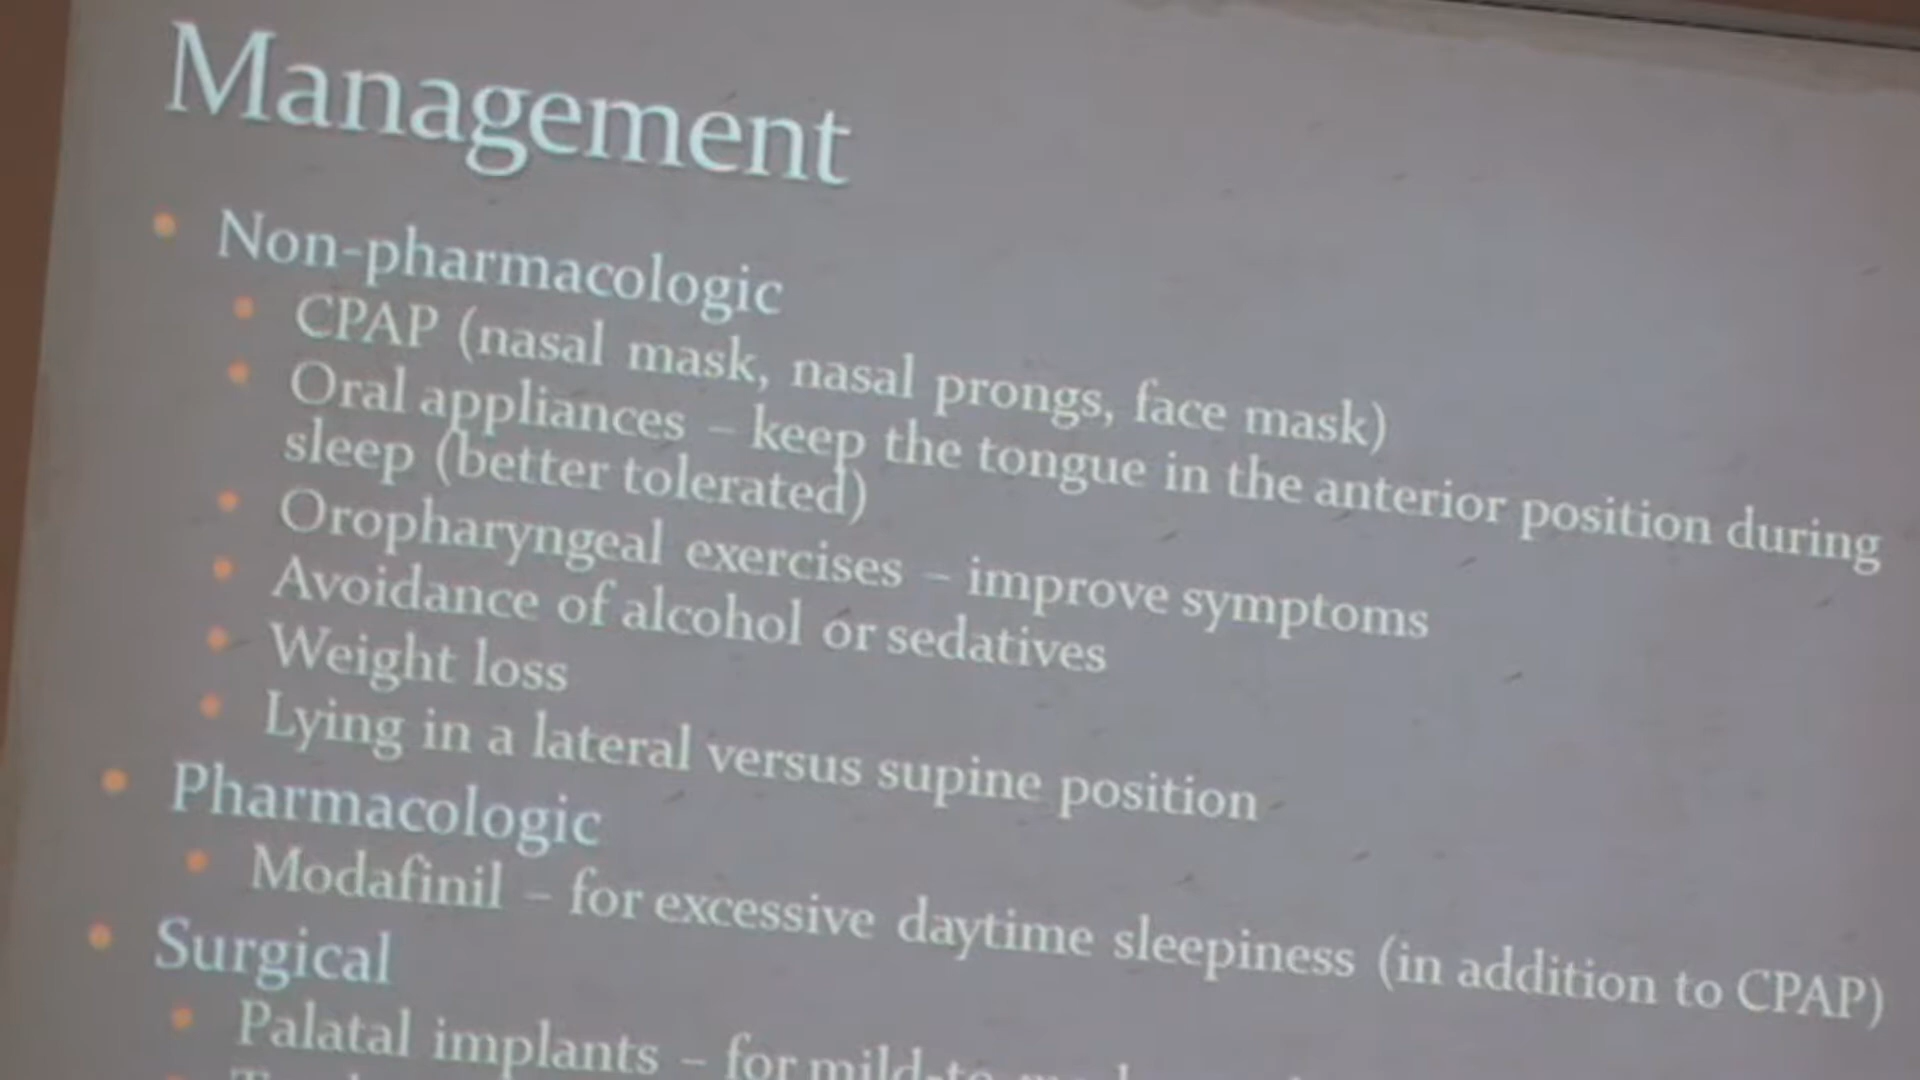 Management
Non-pharmacologic
CPAP (nasal mask, nasal prongs, face mask)
Oral appliances – keep the tongue in the anterior position during
sleep (better tolerated)
Oropharyngeal exercises – improve symptoms
Avoidance of alcohol or sedatives
Weight loss
Lying in a lateral versus supine position
Pharmacologic
Modafinil – for excessive daytime sleepiness (in addition to CPAP)
Surgical
Palatal implants – for mild-to